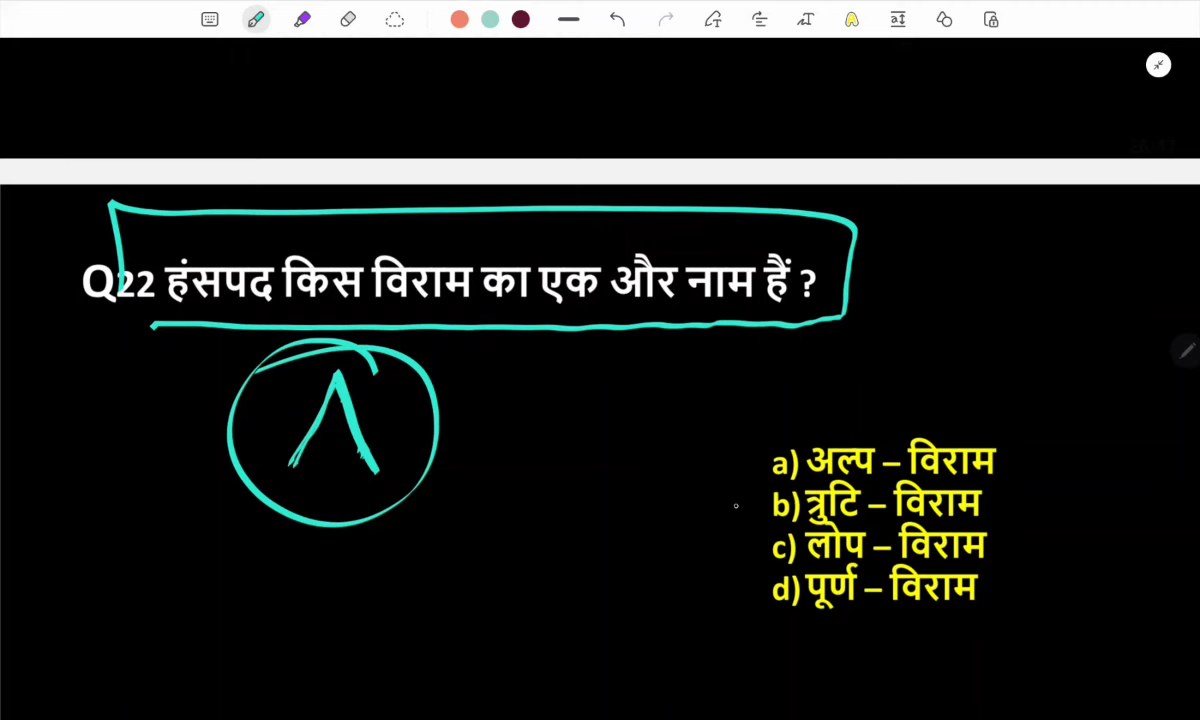 Q22 हंसपद किस विराम का एक और नाम हैं ?
^
a) अल्प – विराम
b) त्रुटि – विराम
c) लोप – विराम
d) पूर्ण – विराम